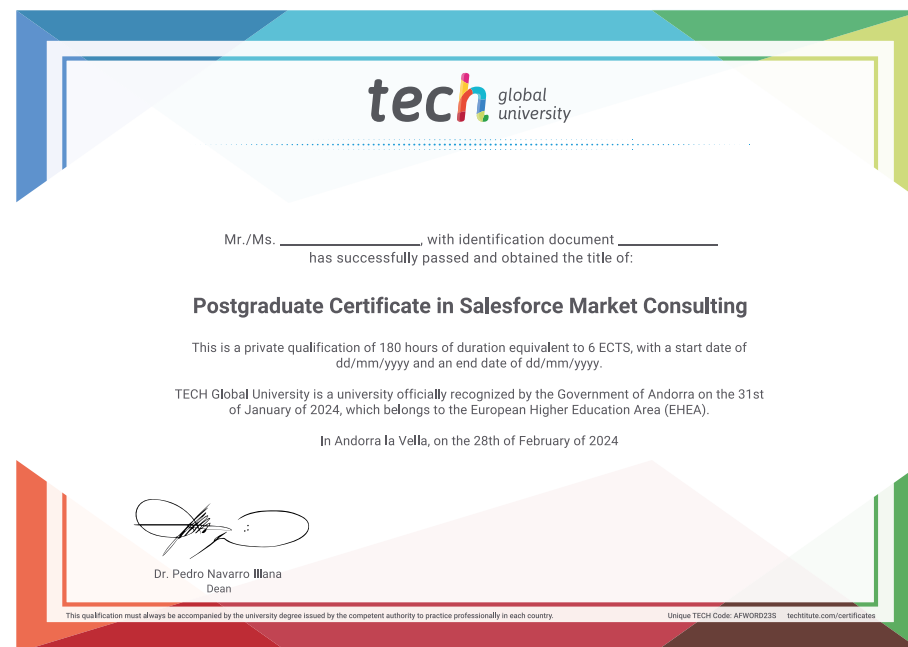 tech global university
Mr./Ms. ____________, with identification document ____________
has successfully passed and obtained the title of:
Postgraduate Certificate in Salesforce Market Consulting
This is a private qualification of 180 hours of duration equivalent to 6 ECTS, with a start date of
dd/mm/yyyy and an end date of dd/mm/yyyy.
TECH Global University is a university officially recognized by the Government of Andorra on the 31st
of January of 2024, which belongs to the European Higher Education Area (EHEA).
In Andorra la Vella, on the 28th of February of 2024
Dr. Pedro Navarro Illana
Dean
This qualification must always be accompanied by the university degree issued by the competent authority to practice professionally in each country. Unique TECH Code: AFWORD23S techtitute.com/certificates